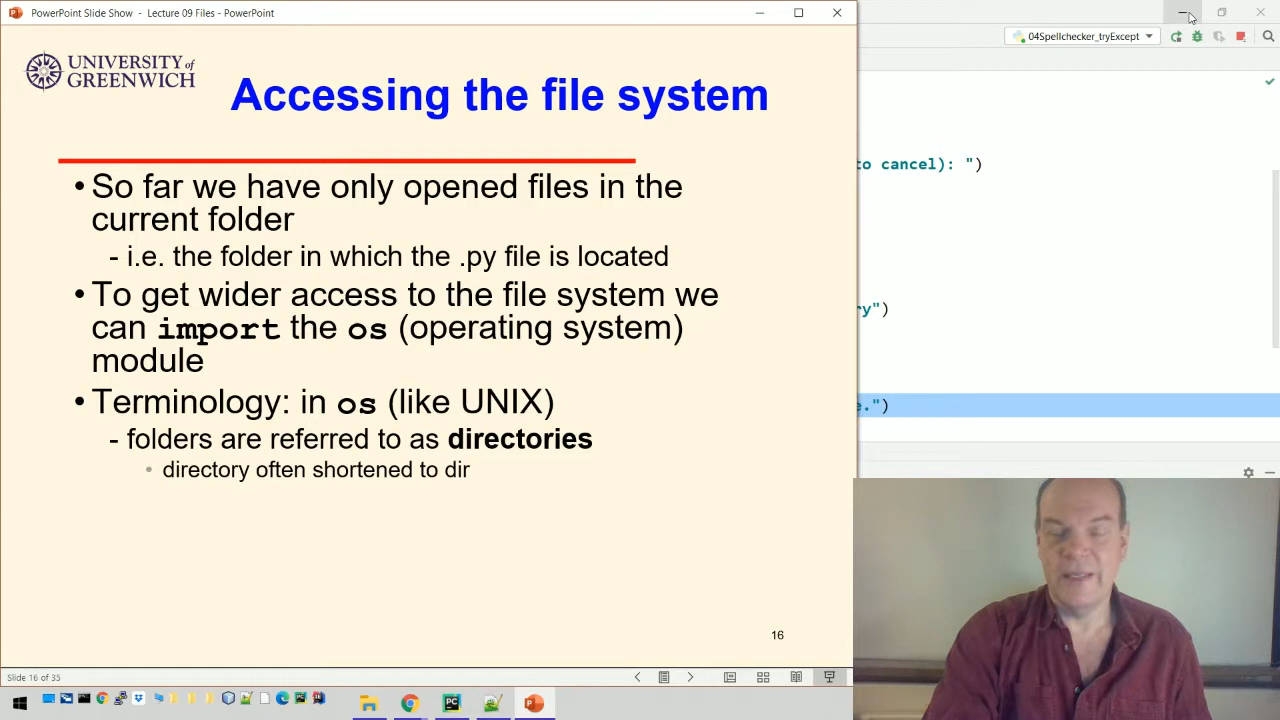 PowerPoint Slide Show - Lecture 09 Files - PowerPoint
04Spellchecker_tryExcept
UNIVERSITY of
GREENWICH
Accessing the file system
to cancel): ")
• So far we have only opened files in the
current folder
- i.e. the folder in which the .py file is located
• To get wider access to the file system we
ry")
can import the os (operating system)
module
• Terminology: in os (like UNIX)
e.")
- folders are referred to as directories
• directory often shortened to dir
16
Slide 16 of 35
PC